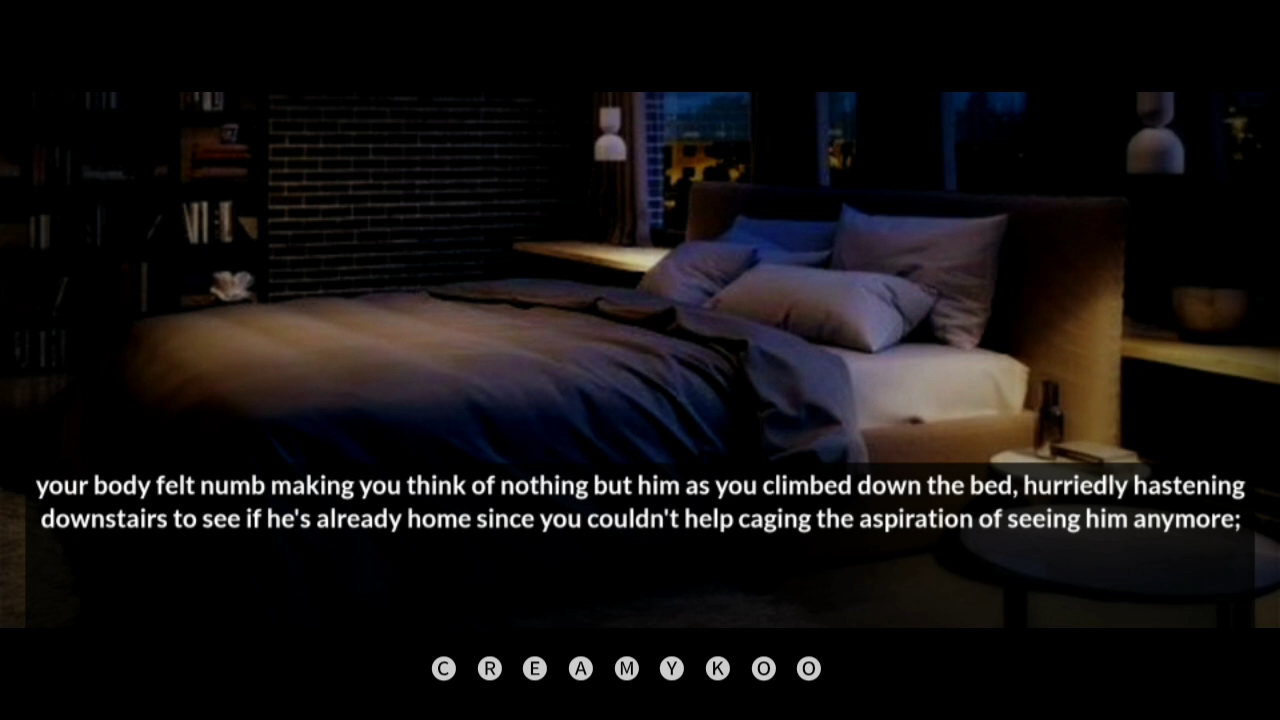 your body felt numb making you think of nothing but him as you climbed down the bed, hurriedly hastening
downstairs to see if he's already home since you couldn't help caging the aspiration of seeing him anymore;
C R E A M Y K O O